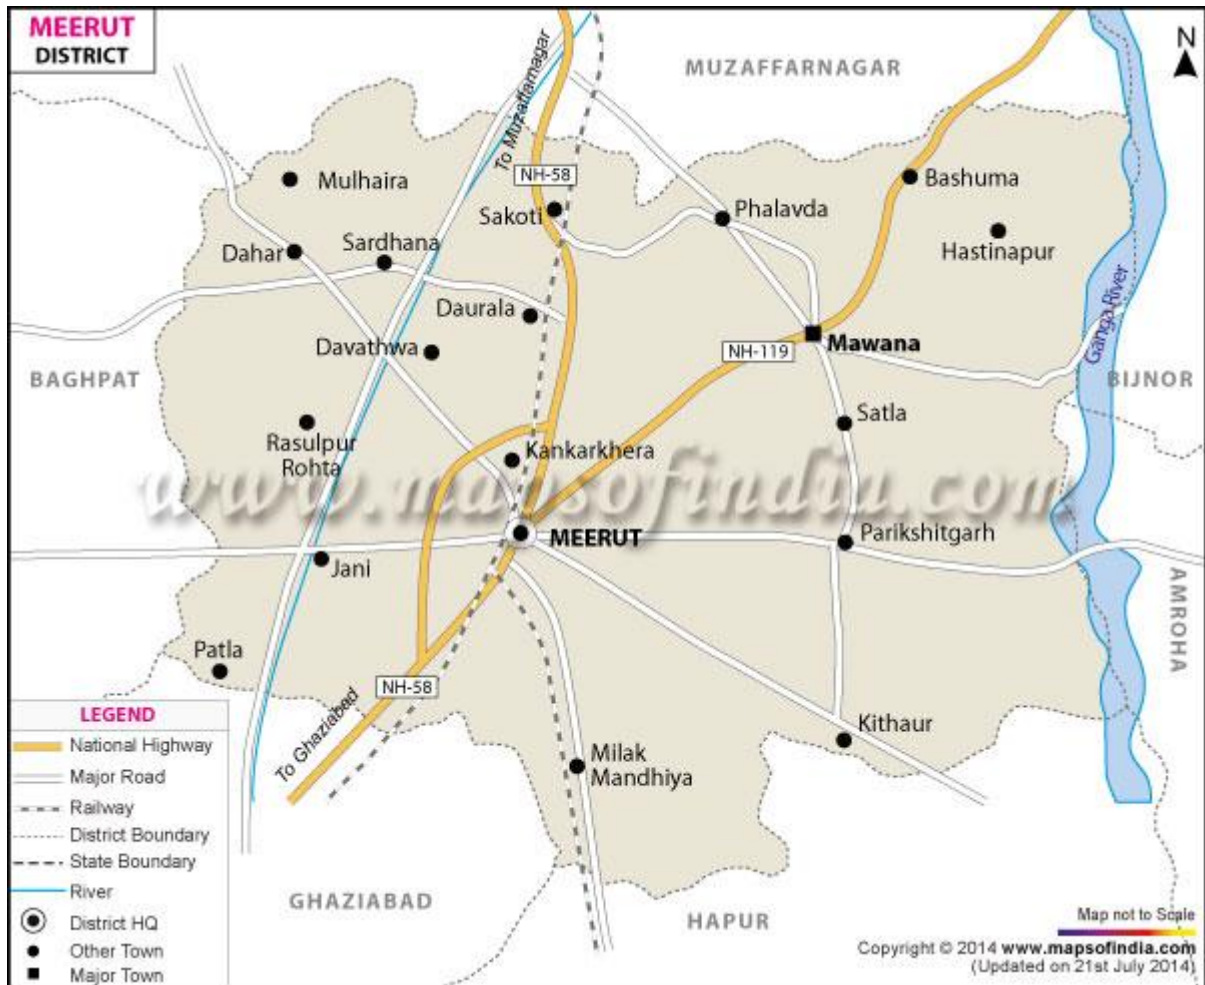 MEERUT
DISTRICT
N
MUZAFFARNAGAR
To Muzaffarnagar
NH-58
Mulhaira
Bashuma
Sakoti
Phalavda
Dahar
Sardhana
Hastinapur
Daurala
Ganga River
Davathwa
NH-119
Mawana
BAGHPAT
BIJNOR
Satla
Rasulpur
Rohta
Kankarkhera
www.mapsofindia.com
MEERUT
Parikshitgarh
Jani
AMROHA
Patla
NH-58
To Ghaziabad
Kithaur
Milak
Mandhiya
LEGEND
National Highway
Major Road
Railway
District Boundary
State Boundary
River
District HQ
Other Town
Major Town
GHAZIABAD
HAPUR
Map not to Scale
Copyright © 2014 www.mapsofindia.com
(Updated on 21st July 2014)